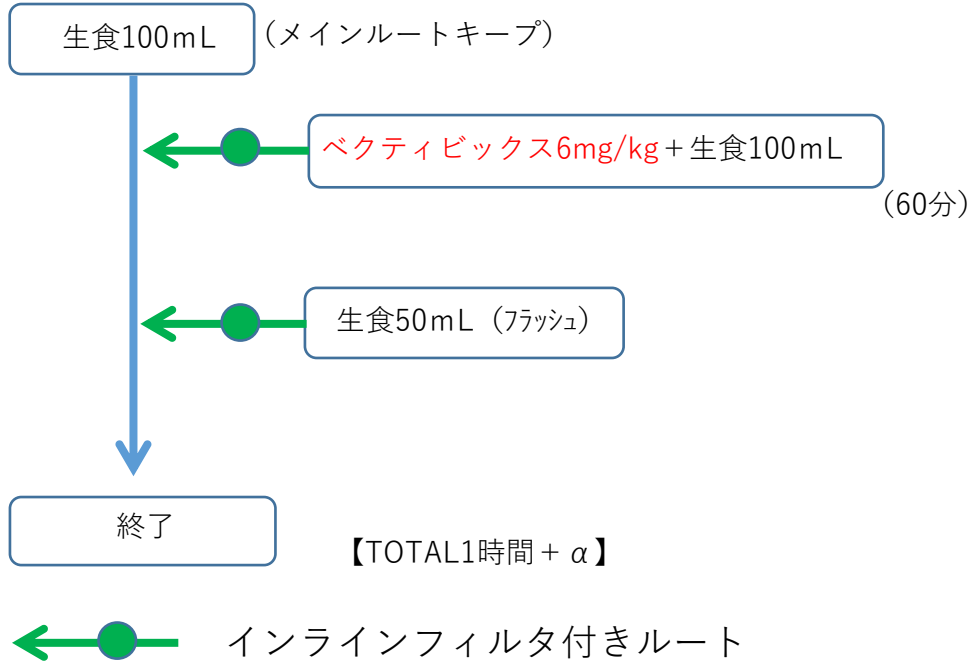 生食100mL (メインルートキープ)
ベクティビックス6mg/kg+生食100mL
(60分)
生食50mL (ﾌﾗｯｼｭ)
終了
【TOTAL1時間+α】
インラインフィルタ付きルート